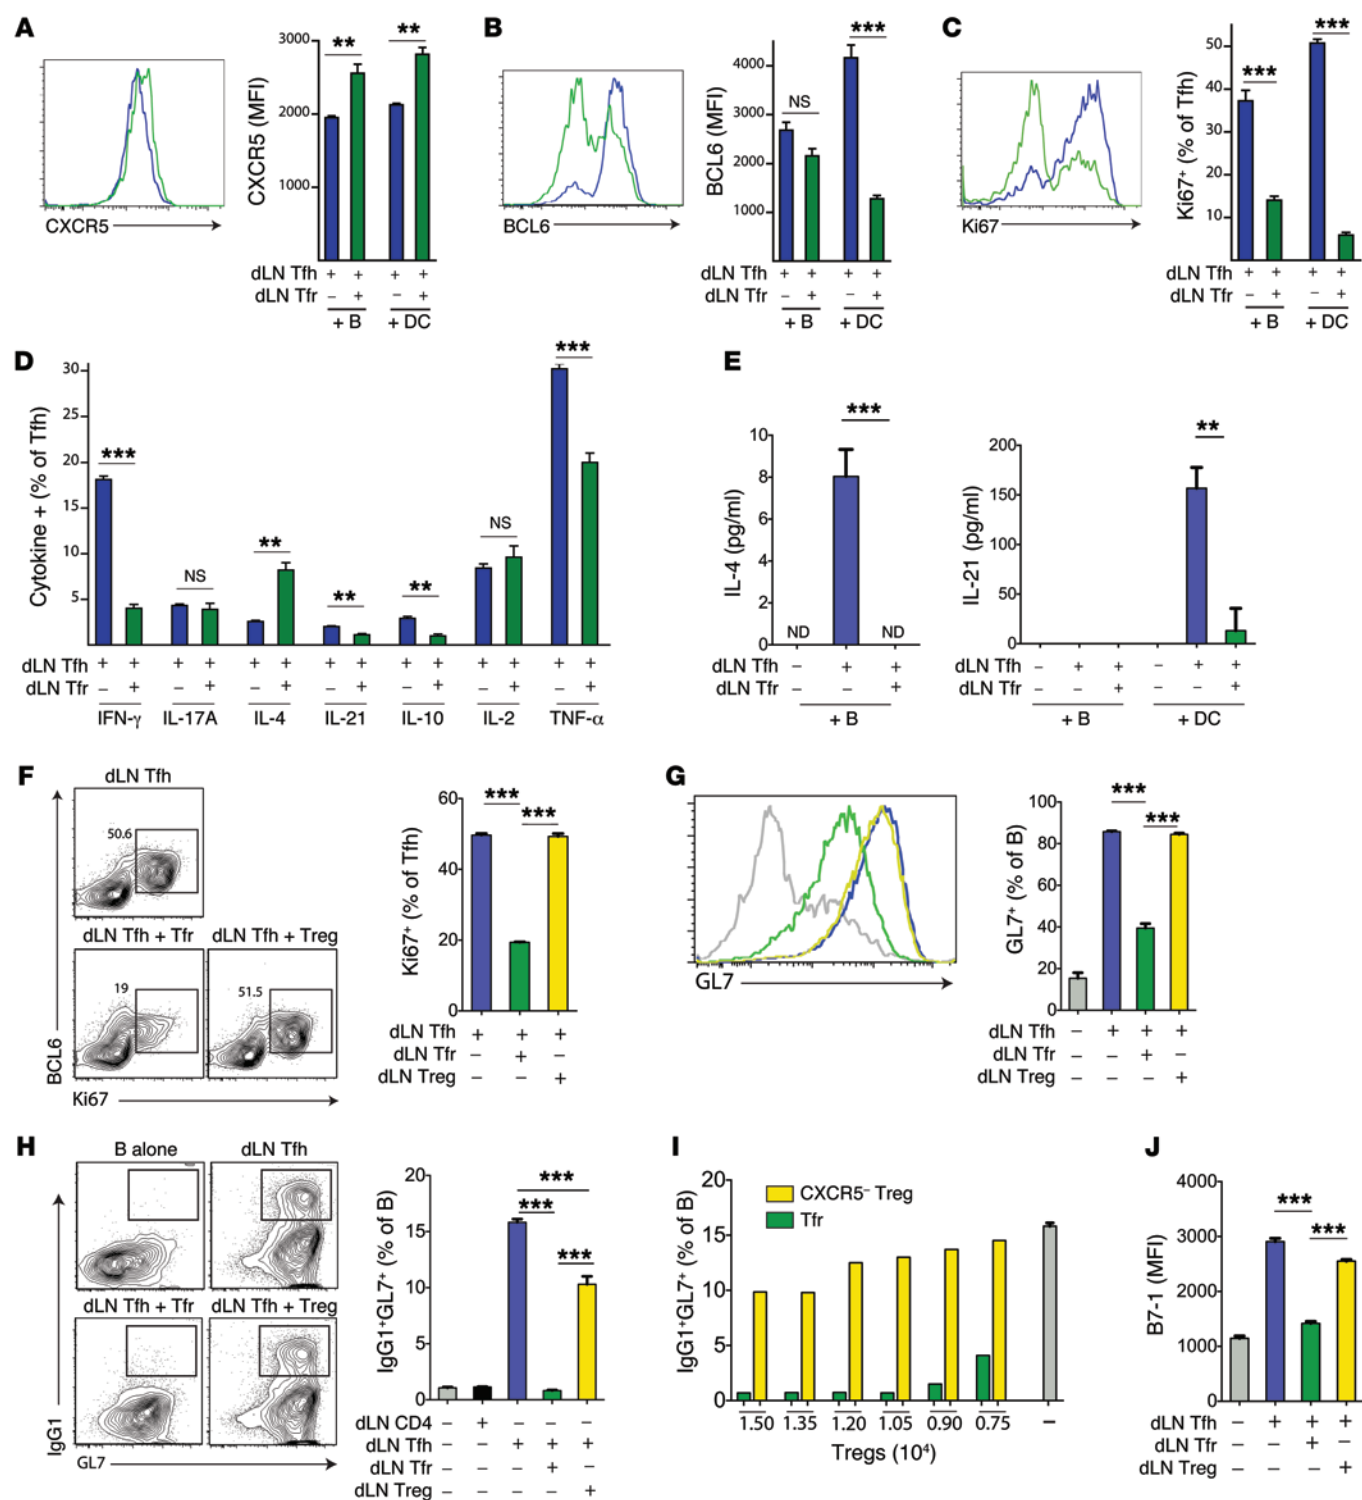 A
CXCR5
CXCR5 (MFI)
3000
2000
1000
** **
dLN Tfh + + + +
dLN Tfr – + – +
+ B + DC
B
BCL6
BCL6 (MFI)
4000
3000
2000
1000
NS ***
dLN Tfh + + + +
dLN Tfr – + – +
+ B + DC
C
Ki67
Ki67⁺ (% of Tfh)
50
40
30
20
10
*** ***
dLN Tfh + + + +
dLN Tfr – + – +
+ B + DC
D
Cytokine + (% of Tfh)
30
25
20
15
10
5
*** NS ** ** ** NS ***
dLN Tfh + + + + + + + + + + + + + +
dLN Tfr – + – + – + – + – + – + – +
IFN-γ IL-17A IL-4 IL-21 IL-10 IL-2 TNF-α
E
IL-4 (pg/ml)
10
8
6
4
2
0
***
ND ND
dLN Tfh – + +
dLN Tfr +
+ B
IL-21 (pg/ml)
200
150
100
50
0
**
dLN Tfh – + + – + +
dLN Tfr + +
+ B + DC
F
dLN Tfh
50.6
dLN Tfh + Tfr dLN Tfh + Treg
19 51.5
BCL6
Ki67
Ki67⁺ (% of Tfh)
60
40
20
0
*** ***
dLN Tfh + + +
dLN Tfr – + –
dLN Treg – – +
G
GL7
GL7⁺ (% of B)
100
80
60
40
20
0
*** ***
dLN Tfh – + + +
dLN Tfr – – + –
dLN Treg – – – +
H
B alone dLN Tfh
dLN Tfh + Tfr dLN Tfh + Treg
IgG1
GL7
IgG1⁺GL7⁺ (% of B)
20
15
10
5
0
***
***
***
dLN CD4 – + – – –
dLN Tfh – – + + +
dLN Tfr – – – + –
dLN Treg – – – – +
I
IgG1⁺GL7⁺ (% of B)
20
15
10
5
0
CXCR5⁻ Treg
Tfr
1.50 1.35 1.20 1.05 0.90 0.75 –
Tregs (10⁴)
J
B7-1 (MFI)
4000
3000
2000
1000
0
*** ***
dLN Tfh – + + +
dLN Tfr – – + –
dLN Treg – – – +